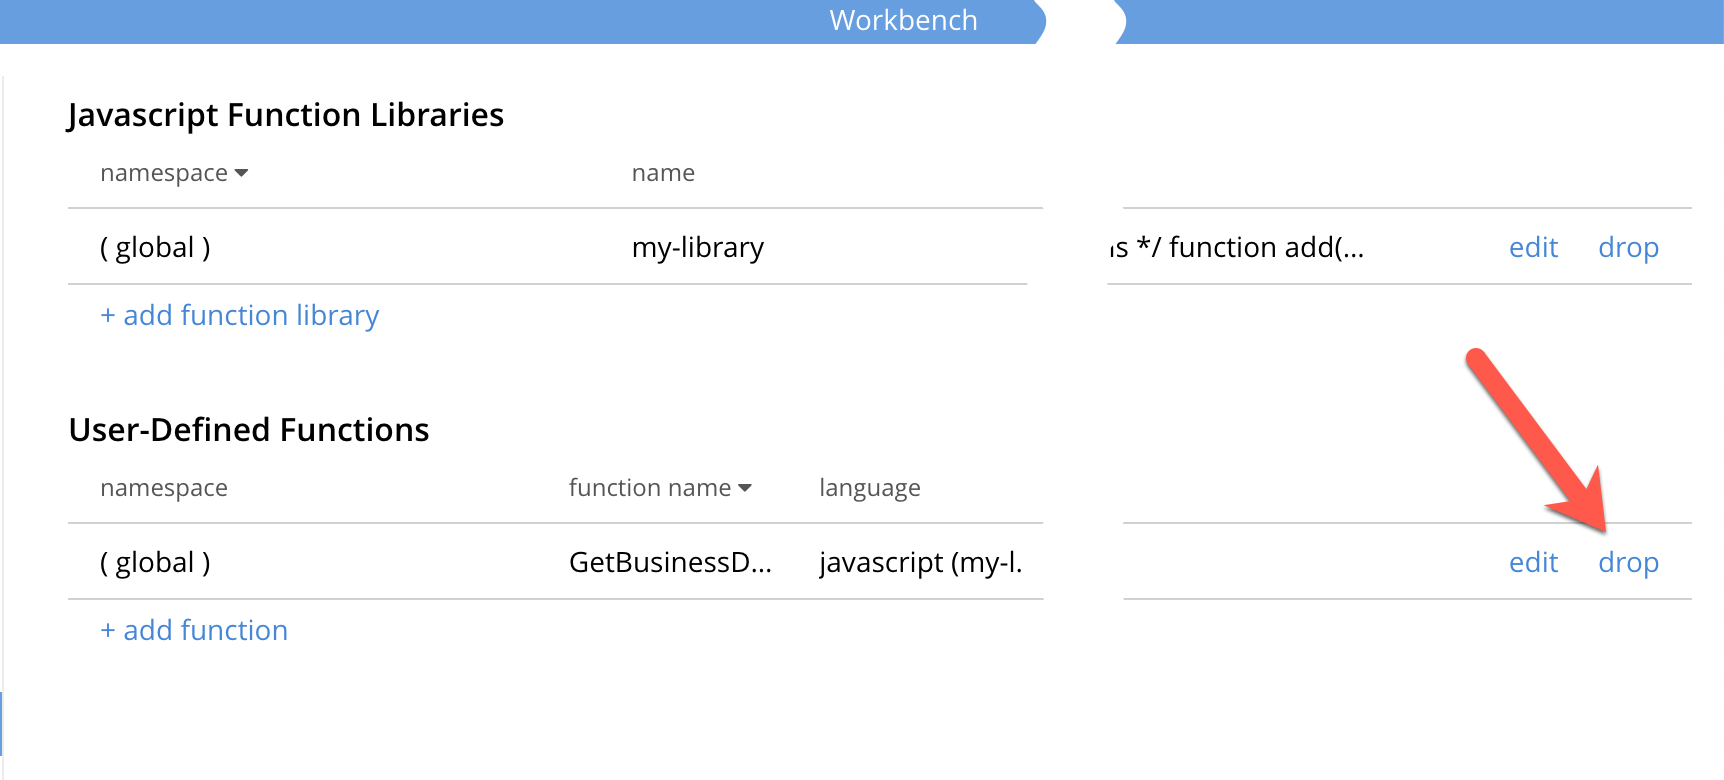 Workbench
Javascript Function Libraries
namespace name
( global ) my-library */ function add(... edit drop
+ add function library
User-Defined Functions
namespace function name language
( global ) GetBusinessD... javascript (my-l. edit drop
+ add function